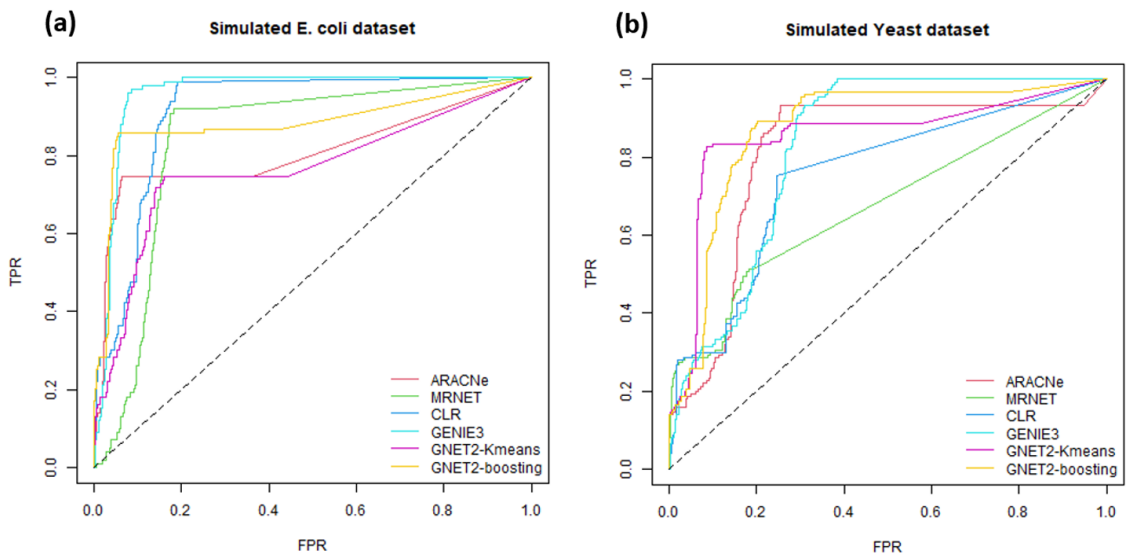 (a)
Simulated E. coli dataset
TPR
1.0
0.8
0.6
0.4
0.2
0.0
ARACNe
MRNET
CLR
GENIE3
GNET2-Kmeans
GNET2-boosting
0.0 0.2 0.4 0.6 0.8 1.0
FPR
(b)
Simulated Yeast dataset
TPR
1.0
0.8
0.6
0.4
0.2
0.0
ARACNe
MRNET
CLR
GENIE3
GNET2-Kmeans
GNET2-boosting
0.0 0.2 0.4 0.6 0.8 1.0
FPR